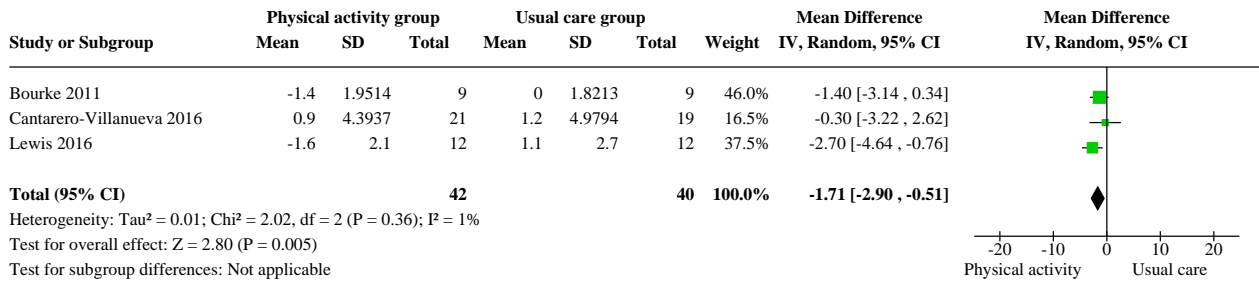 Physical activity group Usual care group Mean Difference Mean Difference
Study or Subgroup Mean SD Total Mean SD Total Weight IV, Random, 95% CI IV, Random, 95% CI
Bourke 2011 -1.4 1.9514 9 0 1.8213 9 46.0% -1.40 [-3.14 , 0.34]
Cantarero-Villanueva 2016 0.9 4.3937 21 1.2 4.9794 19 16.5% -0.30 [-3.22 , 2.62]
Lewis 2016 -1.6 2.1 12 1.1 2.7 12 37.5% -2.70 [-4.64 , -0.76]
Total (95% CI) 42 40 100.0% -1.71 [-2.90 , -0.51]
Heterogeneity: Tau² = 0.01; Chi² = 2.02, df = 2 (P = 0.36); I² = 1%
Test for overall effect: Z = 2.80 (P = 0.005)
Test for subgroup differences: Not applicable
-20 -10 0 10 20
Physical activity Usual care